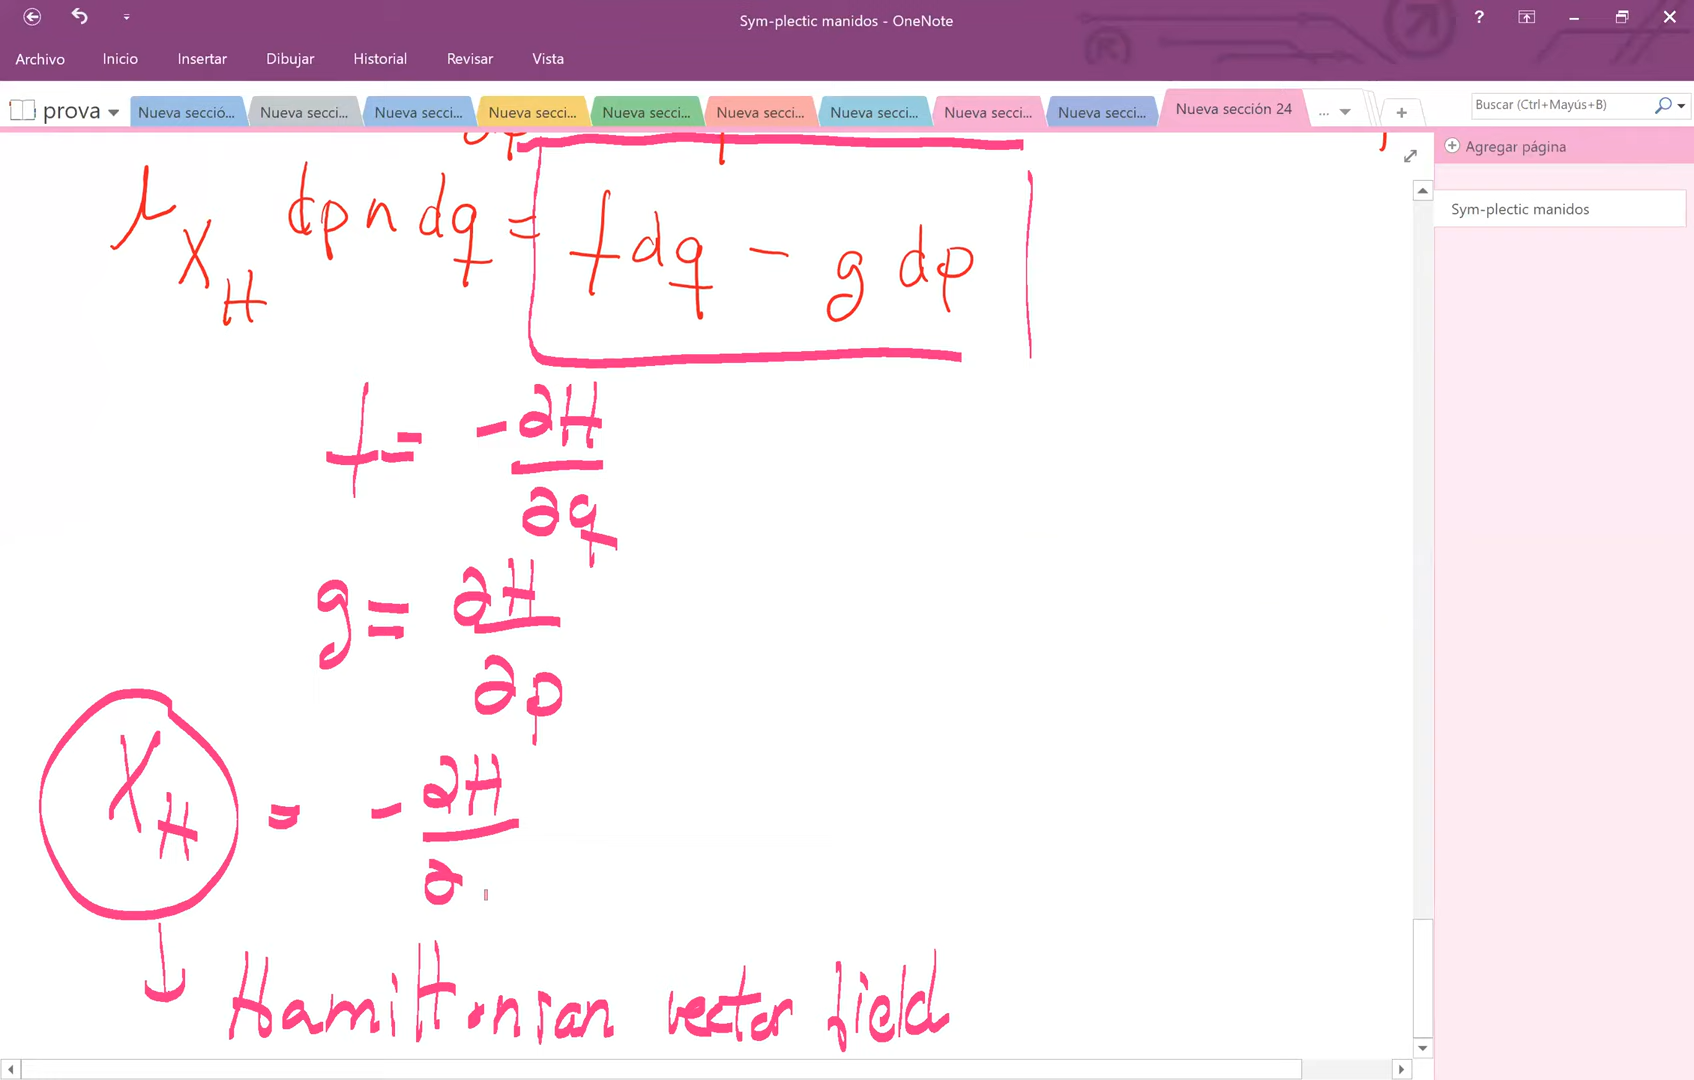 Sym-plectic manidos - OneNote
?
Archivo Inicio Insertar Dibujar Historial Revisar Vista
prova Nueva secció... Nueva secci... Nueva secci... Nueva secci... Nueva secci... Nueva secci... Nueva secci... Nueva secci... Nueva secci... Nueva sección 24 ... + Buscar (Ctrl+Mayús+B)
Agregar página
Sym-plectic manidos
X_H dp ∧ dq = f dq - g dp
f = - ∂H/∂q
g = ∂H/∂p
X_H = - ∂H/∂
↓ Hamiltonian vector field